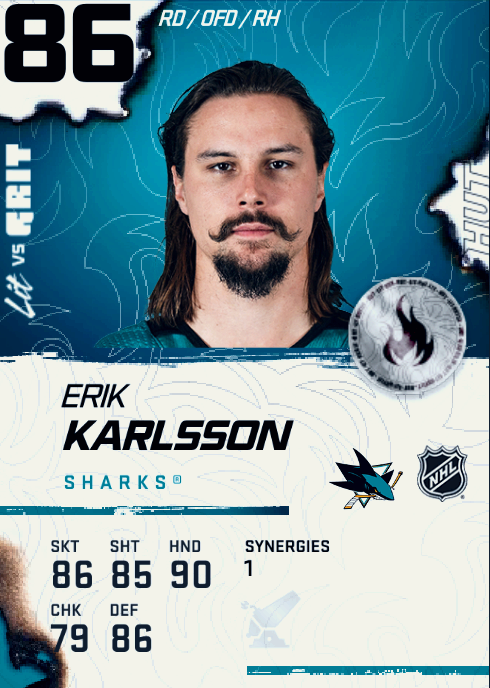 86
RD / OFD / RH
Lit vs GRIT
HUT
ERIK
KARLSSON
SHARKS®
NHL
SKT SHT HND SYNERGIES
86 85 90 1
CHK DEF
79 86